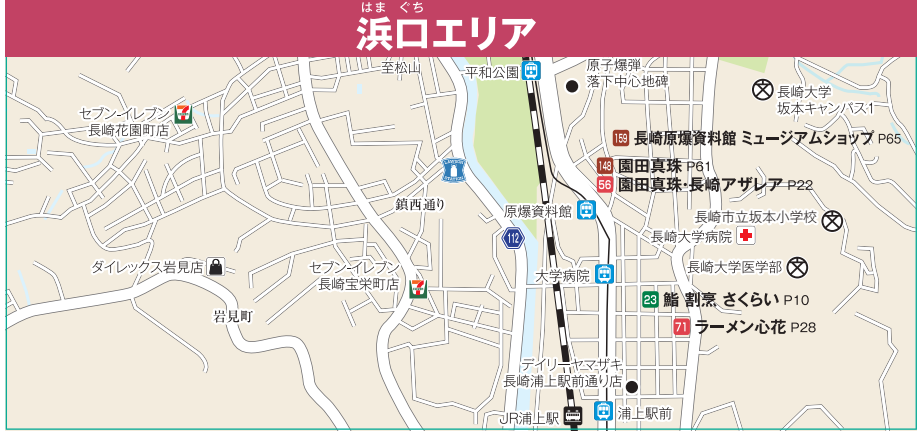 はま ぐち
浜口エリア
至松山
平和公園
原子爆弾
落下中心地碑
長崎大学
坂本キャンパス1
セブン-イレブン
長崎花園町店
7
159 長崎原爆資料館 ミュージアムショップ P65
148 園田真珠 P61
56 園田真珠・長崎アザレア P22
LAWSON
鎮西通り
原爆資料館
長崎市立坂本小学校
長崎大学病院
112
ダイレックス岩見店
セブン-イレブン
長崎宝栄町店
7
大学病院
長崎大学医学部
23 鮨 割烹 さくらい P10
岩見町
71 ラーメン心花 P28
デイリーヤマザキ
長崎浦上駅前通り店
JR浦上駅
浦上駅前